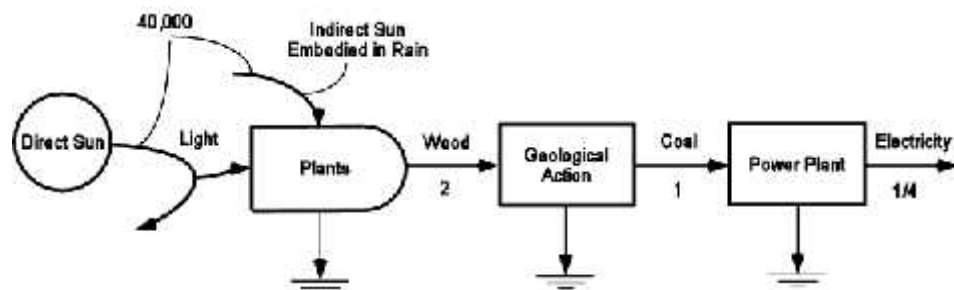 40,000
Indirect Sun
Embodied in Rain
Direct Sun
Light
Plants
Wood
2
Geological
Action
Coal
1
Power Plant
Electricity
1/4